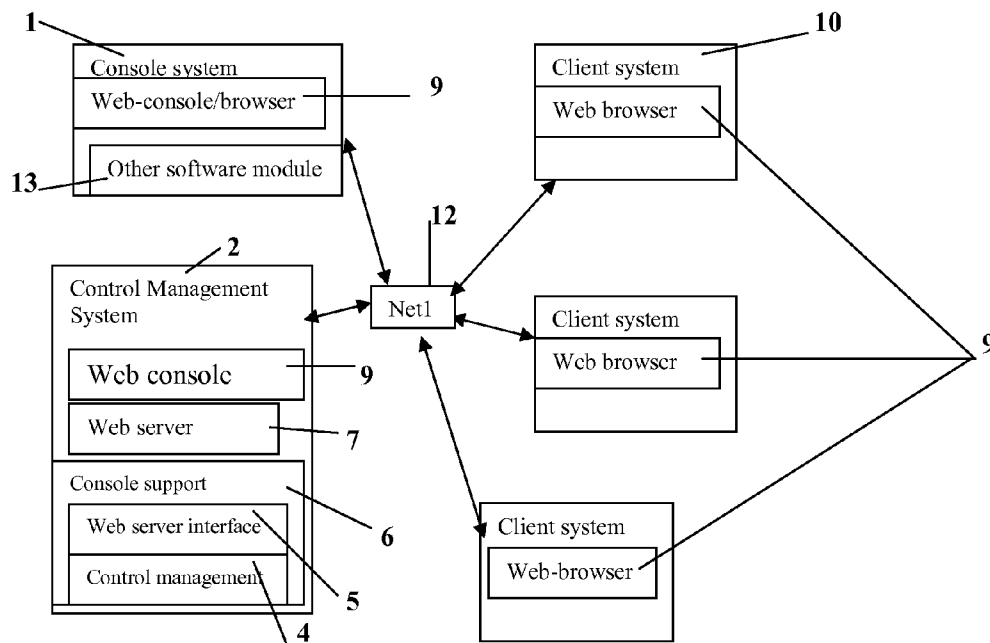 1
Console system
Web-console/browser
9
Other software module
13
10
Client system
Web browser
12
Net1
2
Control Management
System
Web console
9
Web server
7
Console support
6
Web server interface
5
Control management
4
Client system
Web browser
9
Client system
Web-browser